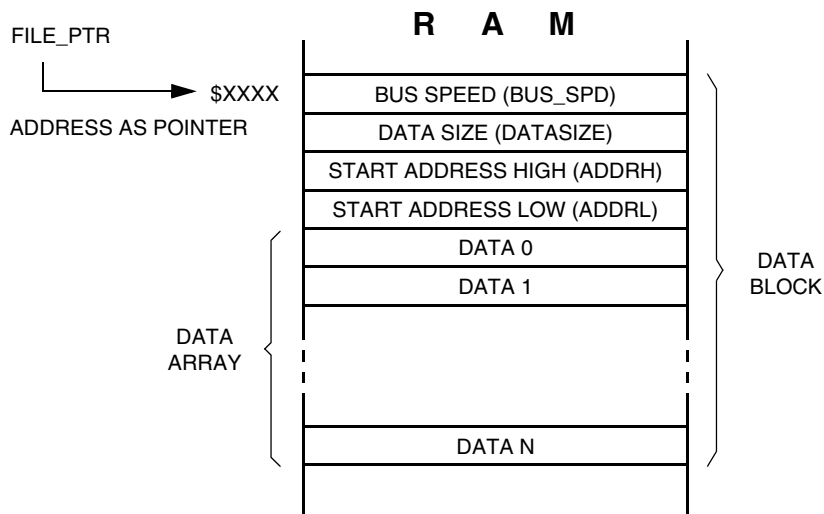 R A M
FILE_PTR
$XXXX
ADDRESS AS POINTER
BUS SPEED (BUS_SPD)
DATA SIZE (DATASIZE)
START ADDRESS HIGH (ADDRH)
START ADDRESS LOW (ADDRL)
DATA 0
DATA 1
DATA
BLOCK
DATA
ARRAY
DATA N